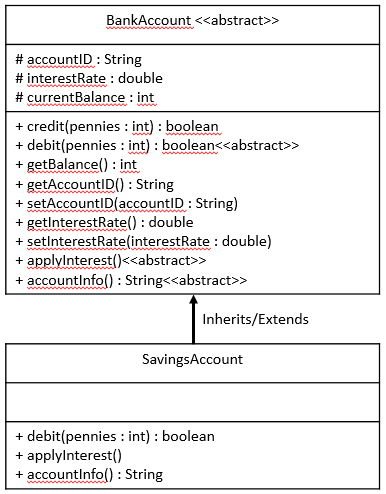 BankAccount <<abstract>>
# accountID : String
# interestRate : double
# currentBalance : int
+ credit(pennies : int) : boolean
+ debit(pennies : int) : boolean<<abstract>>
+ getBalance() : int
+ getAccountID() : String
+ setAccountID(accountID : String)
+ getInterestRate() : double
+ setInterestRate(interestRate : double)
+ applyInterest()<<abstract>>
+ accountInfo() : String<<abstract>>
Inherits/Extends
SavingsAccount
+ debit(pennies : int) : boolean
+ applyInterest()
+ accountInfo() : String